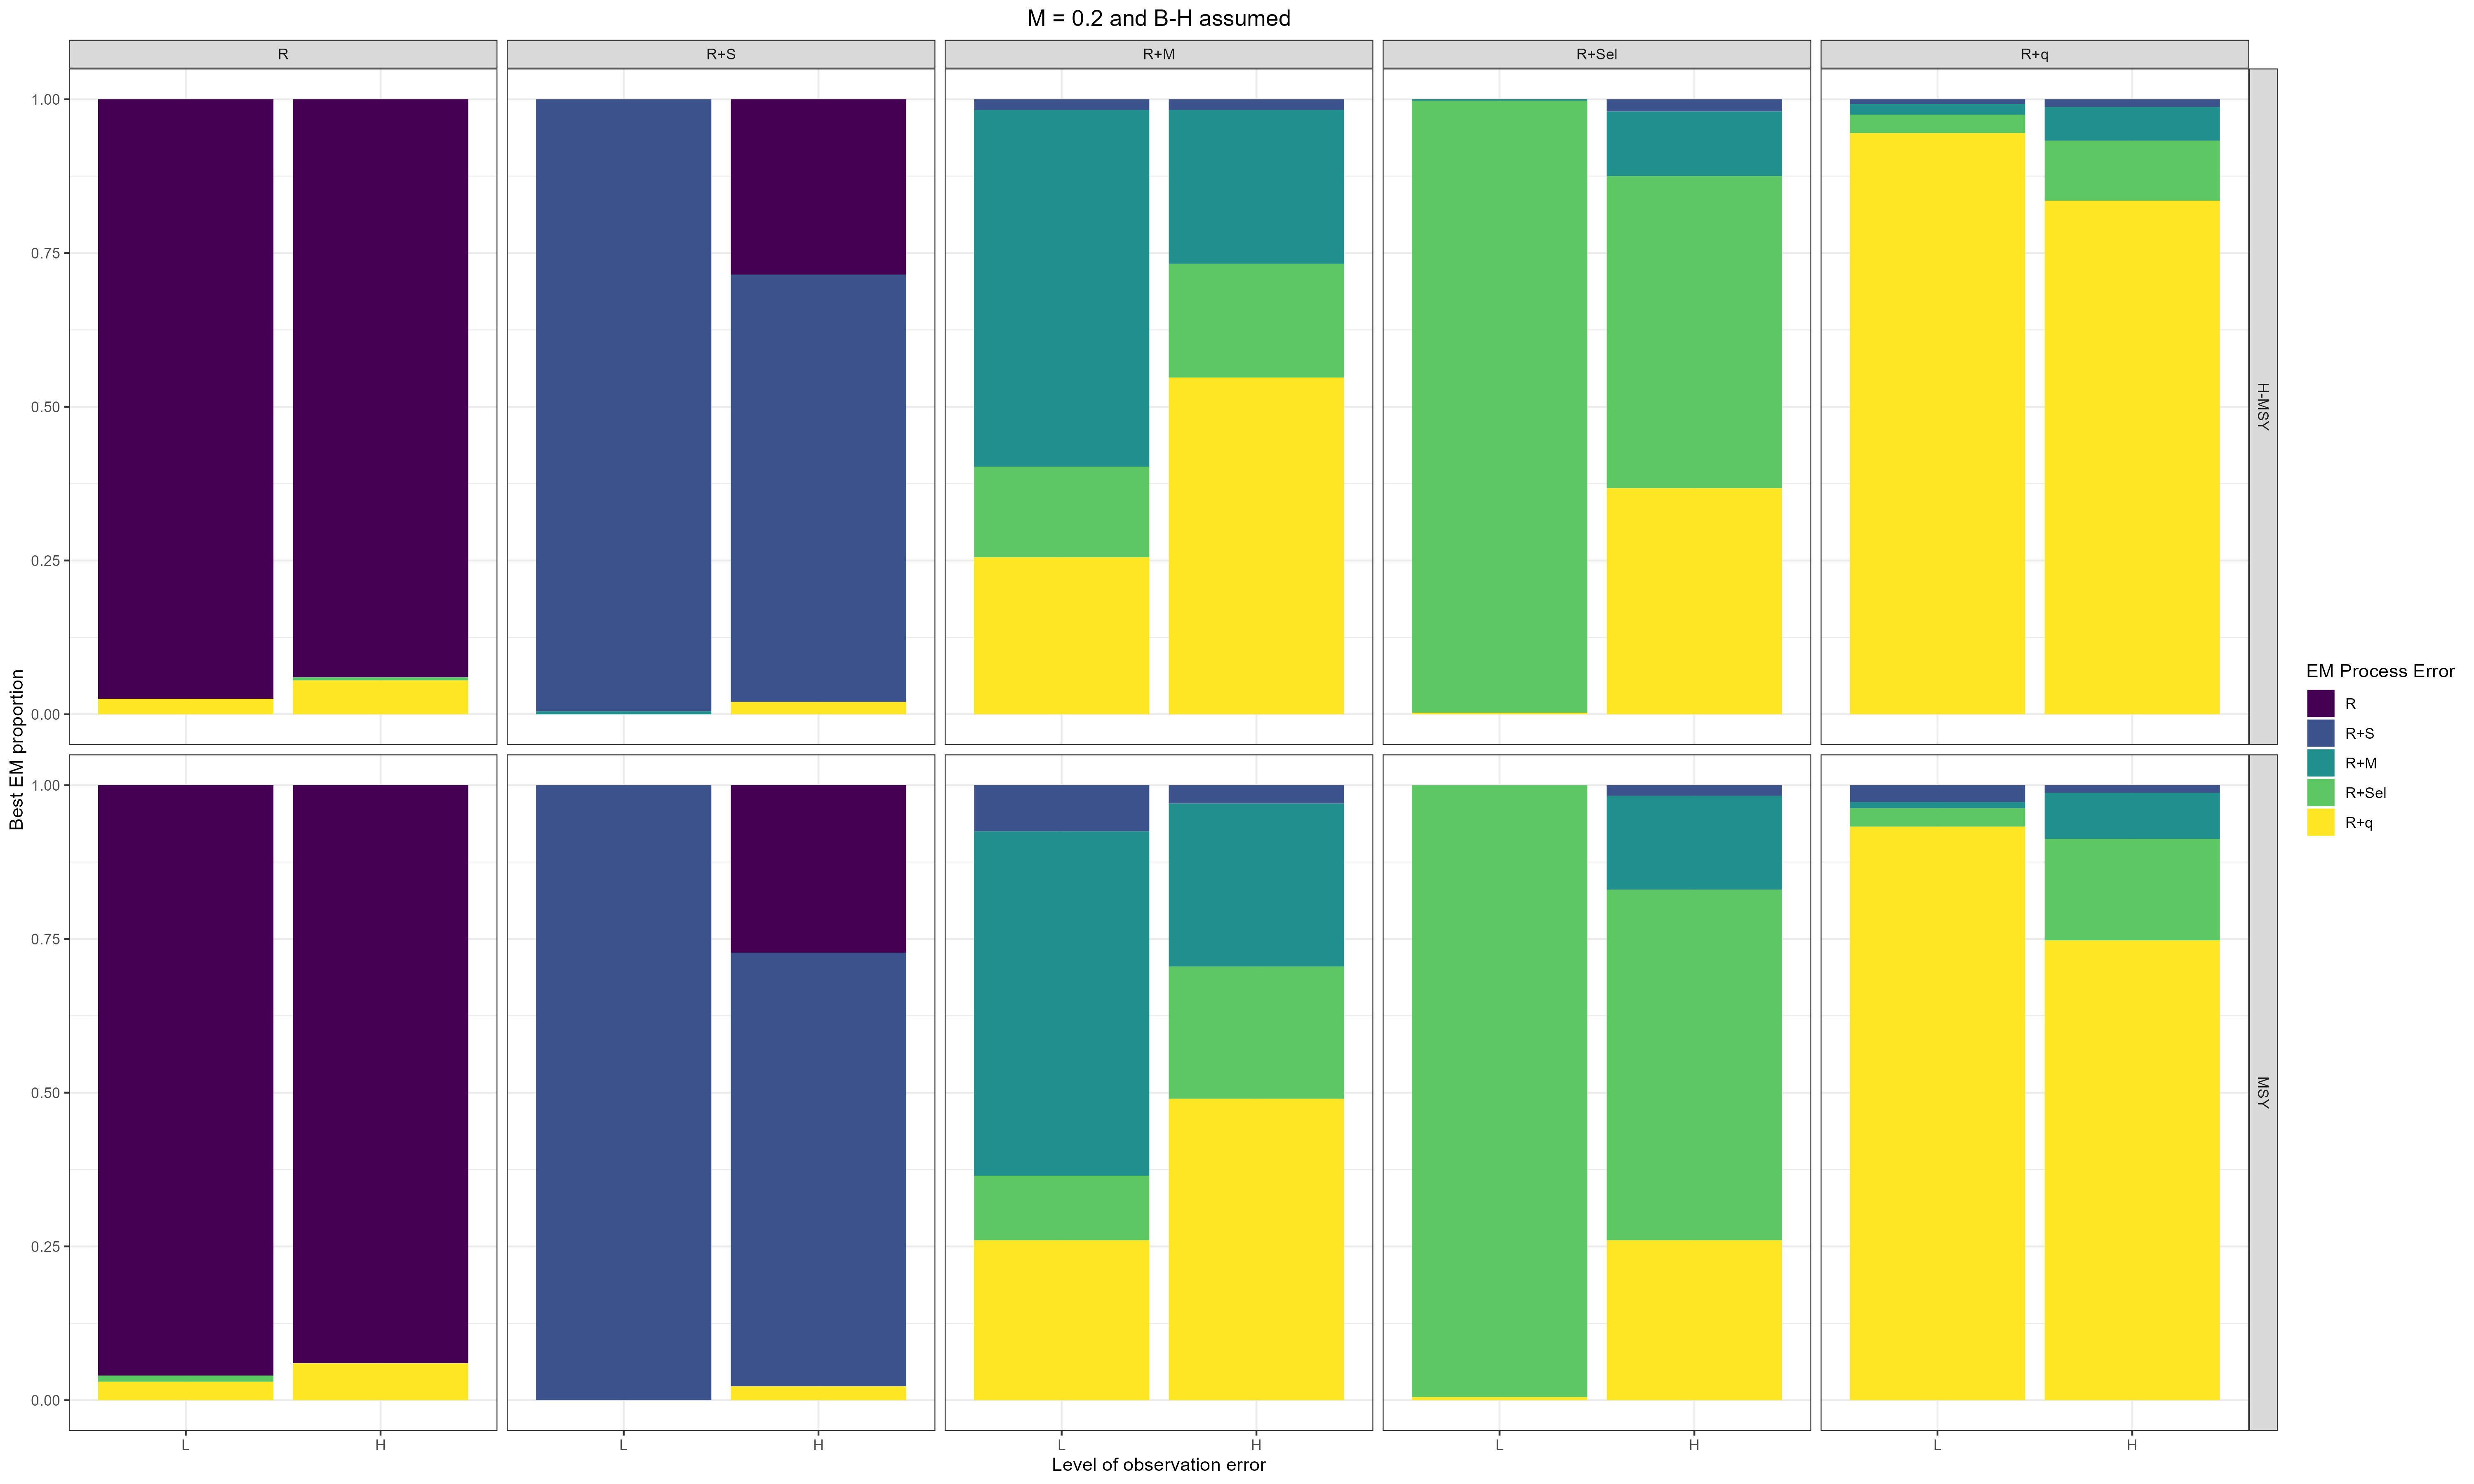 M = 0.2 and B-H assumed
R
R+S
R+M
R+Sel
R+q
1.00
0.75
0.50
0.25
0.00
H-MSY
1.00
0.75
0.50
0.25
0.00
MSY
Best EM proportion
L
H
L
H
L
H
L
H
L
H
Level of observation error
EM Process Error
R
R+S
R+M
R+Sel
R+q